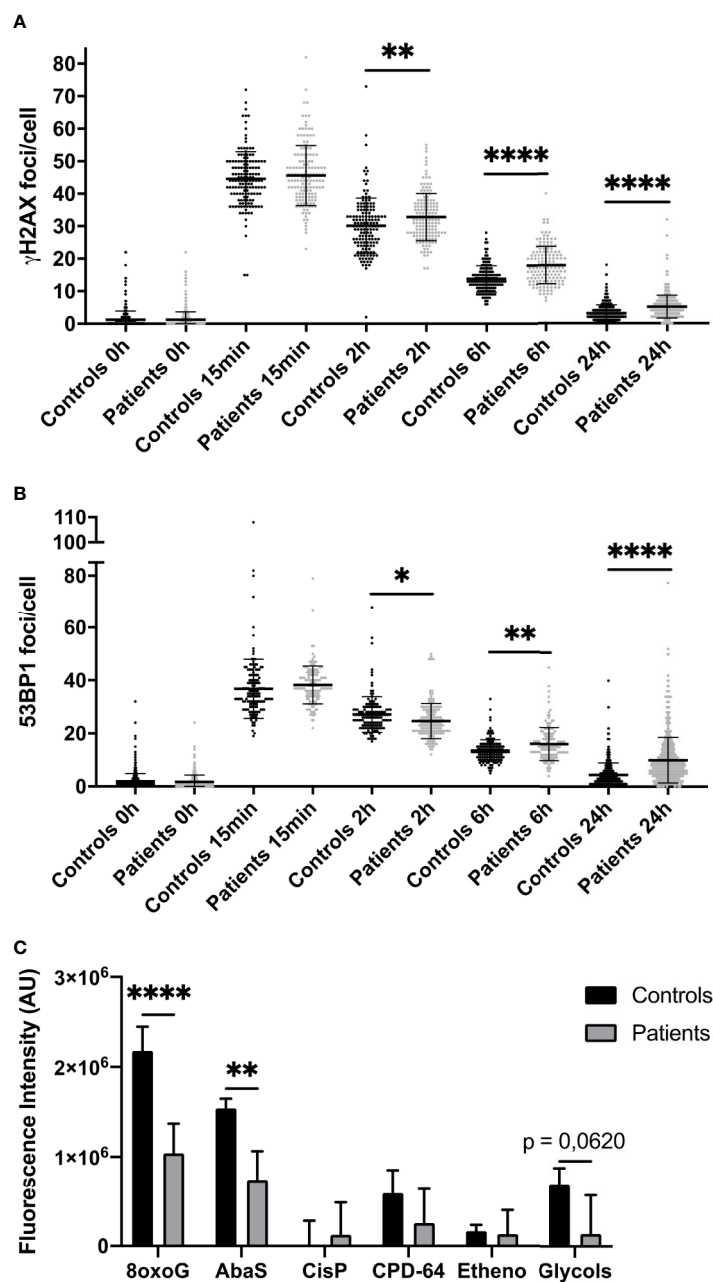 A
γH2AX foci/cell
80
70
60
50
40
30
20
10
0
**
****
****
Controls 0h
Patients 0h
Controls 15min
Patients 15min
Controls 2h
Patients 2h
Controls 6h
Patients 6h
Controls 24h
Patients 24h
B
53BP1 foci/cell
110
100
80
60
40
20
0
*
**
****
Controls 0h
Patients 0h
Controls 15min
Patients 15min
Controls 2h
Patients 2h
Controls 6h
Patients 6h
Controls 24h
Patients 24h
C
Fluorescence Intensity (AU)
3×10⁶
2×10⁶
1×10⁶
0
****
**
p = 0,0620
Controls
Patients
8oxoG
AbaS
CisP
CPD-64
Etheno
Glycols